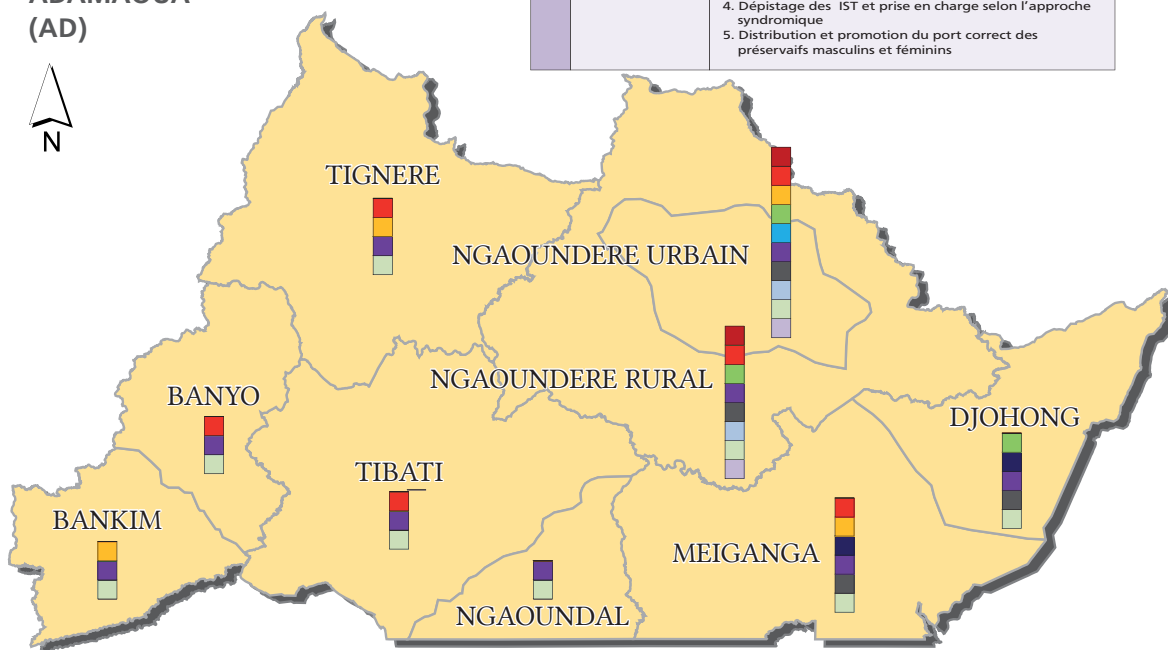 (AD)
4. Dépistage des IST et prise en charge selon l'approche
syndromique
5. Distribution et promotion du port correct des
préservaifs masculins et féminins
N
TIGNERE
NGAOUNDERE URBAIN
NGAOUNDERE RURAL
BANYO
DJOHONG
TIBATI
BANKIM
MEIGANGA
NGAOUNDAL